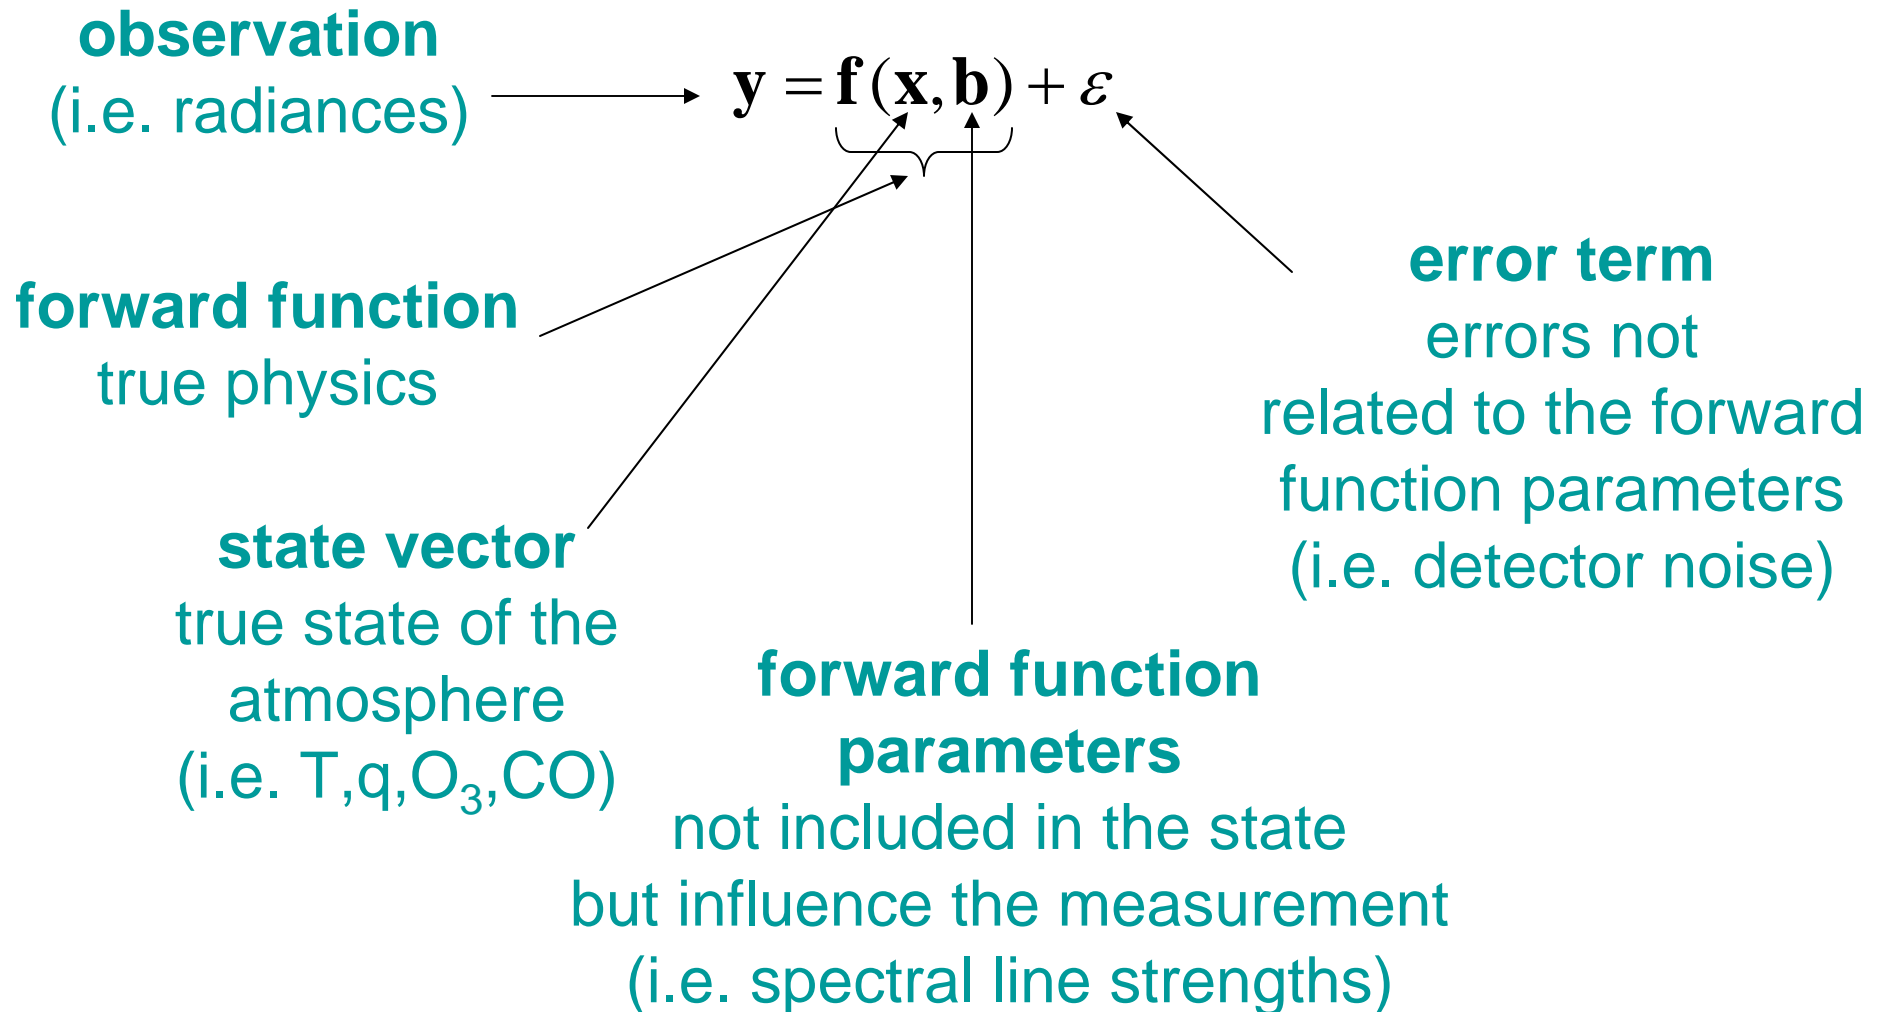 observation
(i.e. radiances)
y = f(x,b) + ε
forward function
true physics
state vector
true state of the
atmosphere
(i.e. T,q,O₃,CO)
forward function
parameters
not included in the state
but influence the measurement
(i.e. spectral line strengths)
error term
errors not
related to the forward
function parameters
(i.e. detector noise)